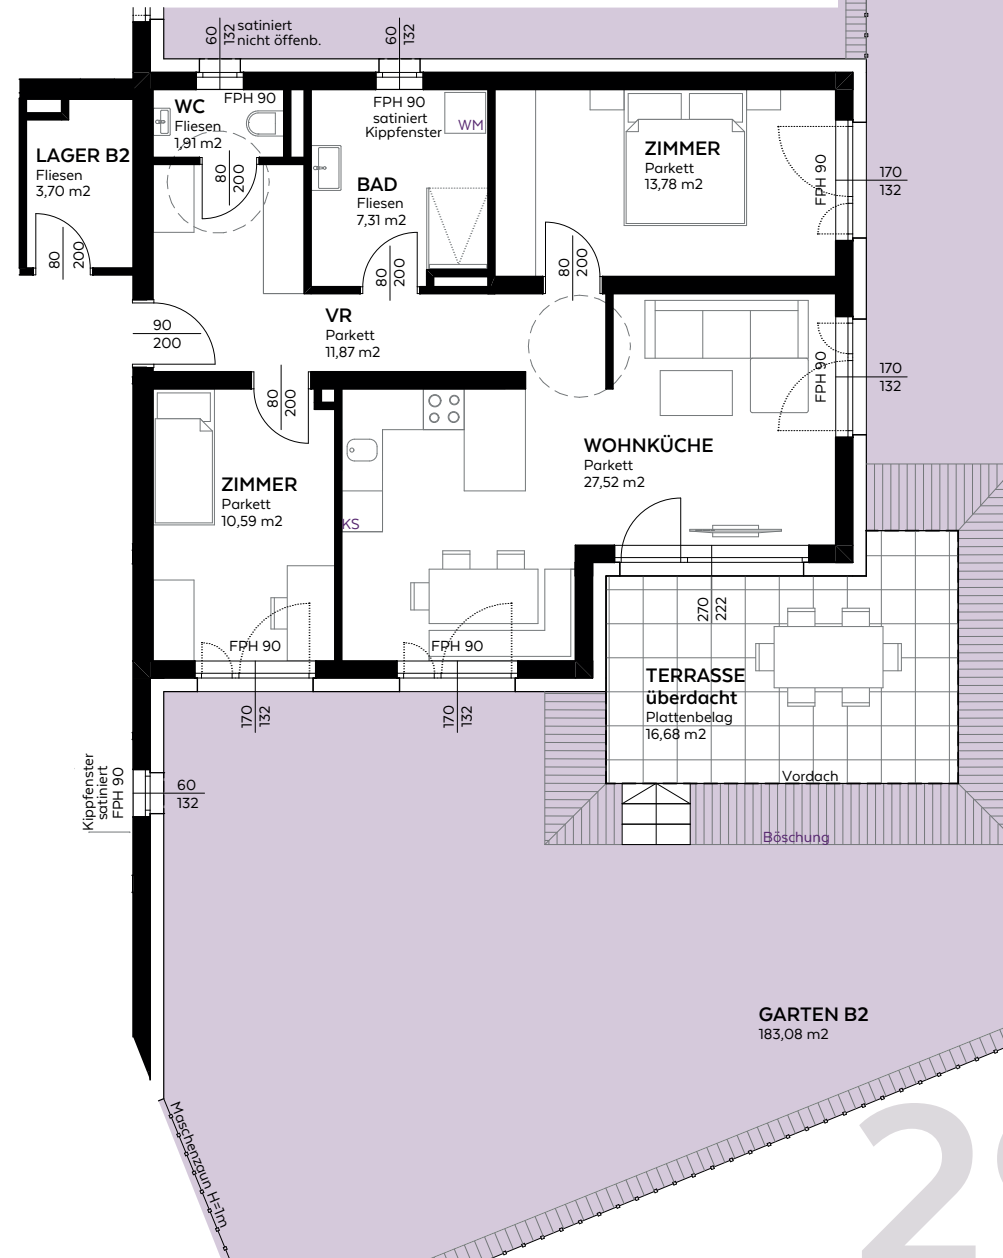 60
132
satiniert
nicht öffenb.
60
132
WC
Fliesen
1,91 m2
FPH 90
FPH 90
satiniert
Kippfenster
WM
LAGER B2
Fliesen
3,70 m2
80
200
80
200
BAD
Fliesen
7,31 m2
80
200
ZIMMER
Parkett
13,78 m2
80
200
FPH 90
170
132
90
200
VR
Parkett
11,87 m2
80
200
FPH 90
170
132
WOHNKÜCHE
Parkett
27,52 m2
ZIMMER
Parkett
10,59 m2
KS
FPH 90
FPH 90
170
132
170
132
270
222
TERRASSE
überdacht
Plattenbelag
16,68 m2
Vordach
Böschung
Kippfenster
satiniert
FPH 90
60
132
GARTEN B2
183,08 m2
Maschenzaun H=1m